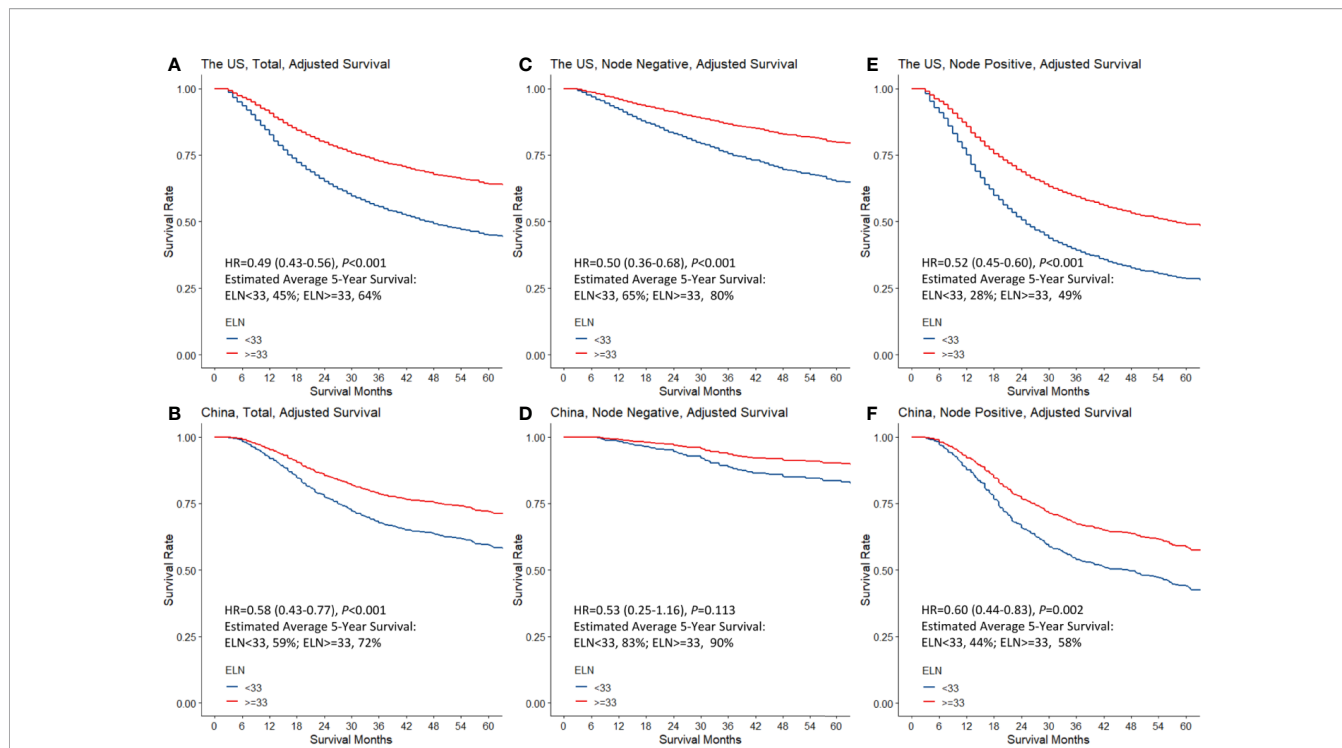 A
The US, Total, Adjusted Survival
Survival Rate
1.00
0.75
0.50
0.25
0.00
HR=0.49 (0.43-0.56), P<0.001
Estimated Average 5-Year Survival:
ELN<33, 45%; ELN>=33, 64%
ELN
<33
>=33
0 6 12 18 24 30 36 42 48 54 60
Survival Months
C
The US, Node Negative, Adjusted Survival
Survival Rate
1.00
0.75
0.50
0.25
0.00
HR=0.50 (0.36-0.68), P<0.001
Estimated Average 5-Year Survival:
ELN<33, 65%; ELN>=33, 80%
ELN
<33
>=33
0 6 12 18 24 30 36 42 48 54 60
Survival Months
E
The US, Node Positive, Adjusted Survival
Survival Rate
1.00
0.75
0.50
0.25
0.00
HR=0.52 (0.45-0.60), P<0.001
Estimated Average 5-Year Survival:
ELN<33, 28%; ELN>=33, 49%
ELN
<33
>=33
0 6 12 18 24 30 36 42 48 54 60
Survival Months
B
China, Total, Adjusted Survival
Survival Rate
1.00
0.75
0.50
0.25
0.00
HR=0.58 (0.43-0.77), P<0.001
Estimated Average 5-Year Survival:
ELN<33, 59%; ELN>=33, 72%
ELN
<33
>=33
0 6 12 18 24 30 36 42 48 54 60
Survival Months
D
China, Node Negative, Adjusted Survival
Survival Rate
1.00
0.75
0.50
0.25
0.00
HR=0.53 (0.25-1.16), P=0.113
Estimated Average 5-Year Survival:
ELN<33, 83%; ELN>=33, 90%
ELN
<33
>=33
0 6 12 18 24 30 36 42 48 54 60
Survival Months
F
China, Node Positive, Adjusted Survival
Survival Rate
1.00
0.75
0.50
0.25
0.00
HR=0.60 (0.44-0.83), P=0.002
Estimated Average 5-Year Survival:
ELN<33, 44%; ELN>=33, 58%
ELN
<33
>=33
0 6 12 18 24 30 36 42 48 54 60
Survival Months